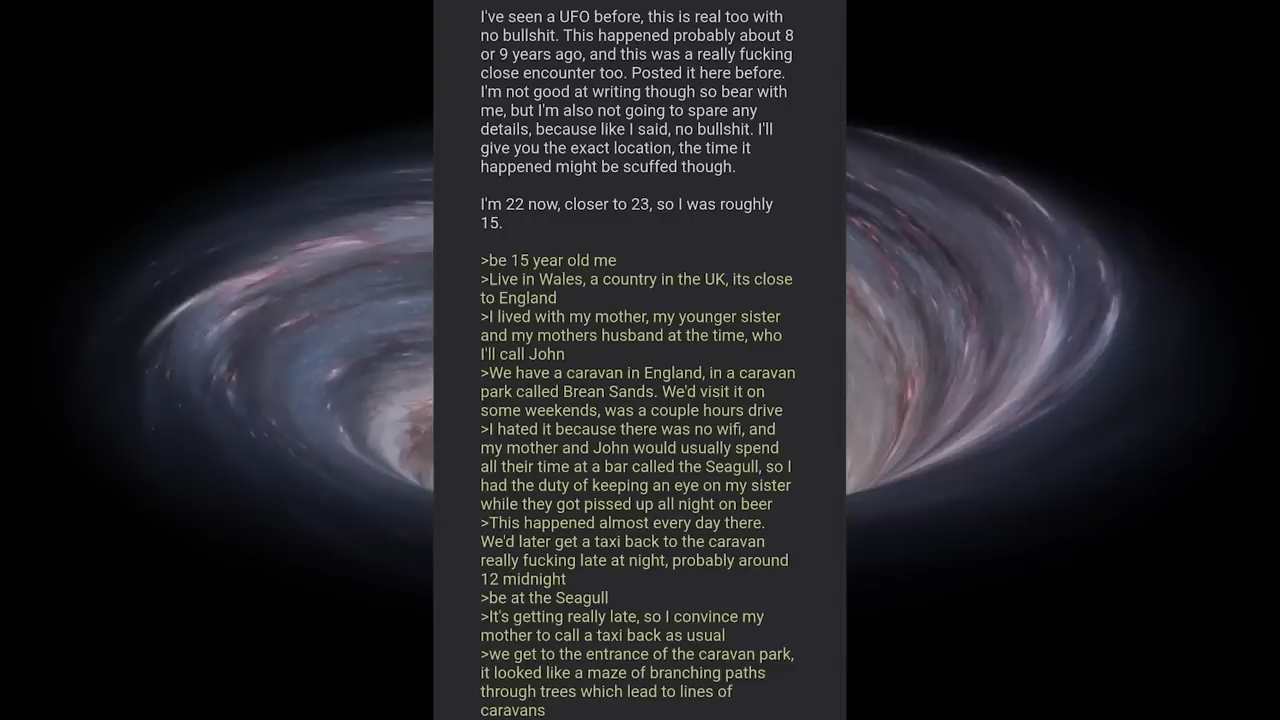 I've seen a UFO before, this is real too with
no bullshit. This happened probably about 8
or 9 years ago, and this was a really fucking
close encounter too. Posted it here before.
I'm not good at writing though so bear with
me, but I'm also not going to spare any
details, because like I said, no bullshit. I'll
give you the exact location, the time it
happened might be scuffed though.
I'm 22 now, closer to 23, so I was roughly
15.
>be 15 year old me
>Live in Wales, a country in the UK, its close
to England
>I lived with my mother, my younger sister
and my mothers husband at the time, who
I'll call John
>We have a caravan in England, in a caravan
park called Brean Sands. We'd visit it on
some weekends, was a couple hours drive
>I hated it because there was no wifi, and
my mother and John would usually spend
all their time at a bar called the Seagull, so I
had the duty of keeping an eye on my sister
while they got pissed up all night on beer
>This happened almost every day there.
We'd later get a taxi back to the caravan
really fucking late at night, probably around
12 midnight
>be at the Seagull
>It's getting really late, so I convince my
mother to call a taxi back as usual
>we get to the entrance of the caravan park,
it looked like a maze of branching paths
through trees which lead to lines of
caravans